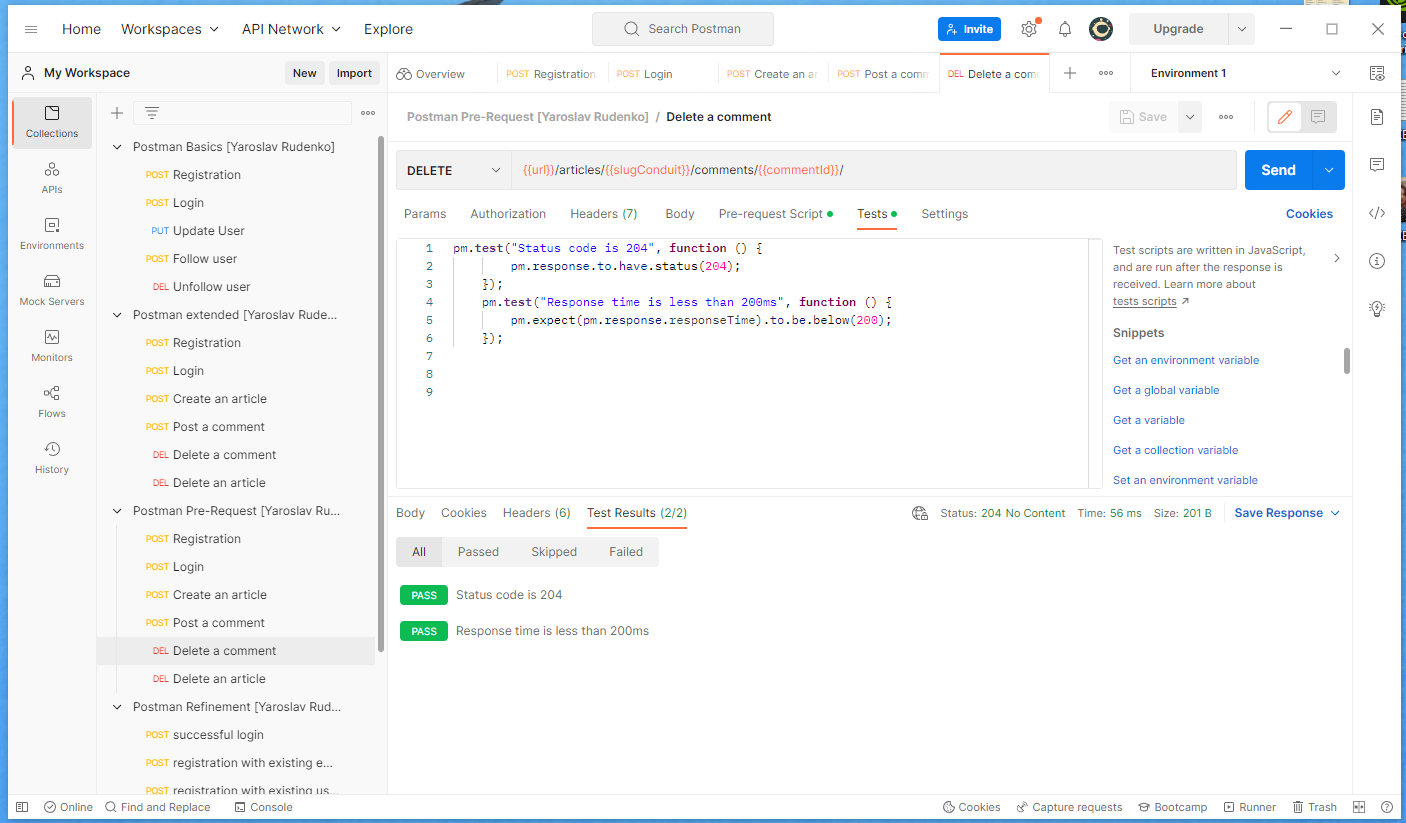 Home Workspaces API Network Explore Search Postman Invite Upgrade
My Workspace New Import Overview POST Registration POST Login POST Create an ar POST Post a comm DEL Delete a com Environment 1
Collections
APIs
Environments
Mock Servers
Monitors
Flows
History
Postman Basics [Yaroslav Rudenko]
POST Registration
POST Login
PUT Update User
POST Follow user
DEL Unfollow user
Postman extended [Yaroslav Rude...
POST Registration
POST Login
POST Create an article
POST Post a comment
DEL Delete a comment
DEL Delete an article
Postman Pre-Request [Yaroslav Ru...
POST Registration
POST Login
POST Create an article
POST Post a comment
DEL Delete a comment
DEL Delete an article
Postman Refinement [Yaroslav Rud...
POST successful login
POST registration with existing e...
POST registration with existing us...
Postman Pre-Request [Yaroslav Rudenko] / Delete a comment Save
DELETE {{url}}/articles/{{slugConduit}}/comments/{{commentId}}/ Send
Params Authorization Headers (7) Body Pre-request Script Tests Settings Cookies
1 pm.test("Status code is 204", function () {
2 pm.response.to.have.status(204);
3 });
4 pm.test("Response time is less than 200ms", function () {
5 pm.expect(pm.response.responseTime).to.be.below(200);
6 });
7
8
9
Test scripts are written in JavaScript,
and are run after the response is
received. Learn more about
tests scripts
Snippets
Get an environment variable
Get a global variable
Get a variable
Get a collection variable
Set an environment variable
Body Cookies Headers (6) Test Results (2/2) Status: 204 No Content Time: 56 ms Size: 201 B Save Response
All Passed Skipped Failed
PASS Status code is 204
PASS Response time is less than 200ms
Online Find and Replace Console Cookies Capture requests Bootcamp Runner Trash